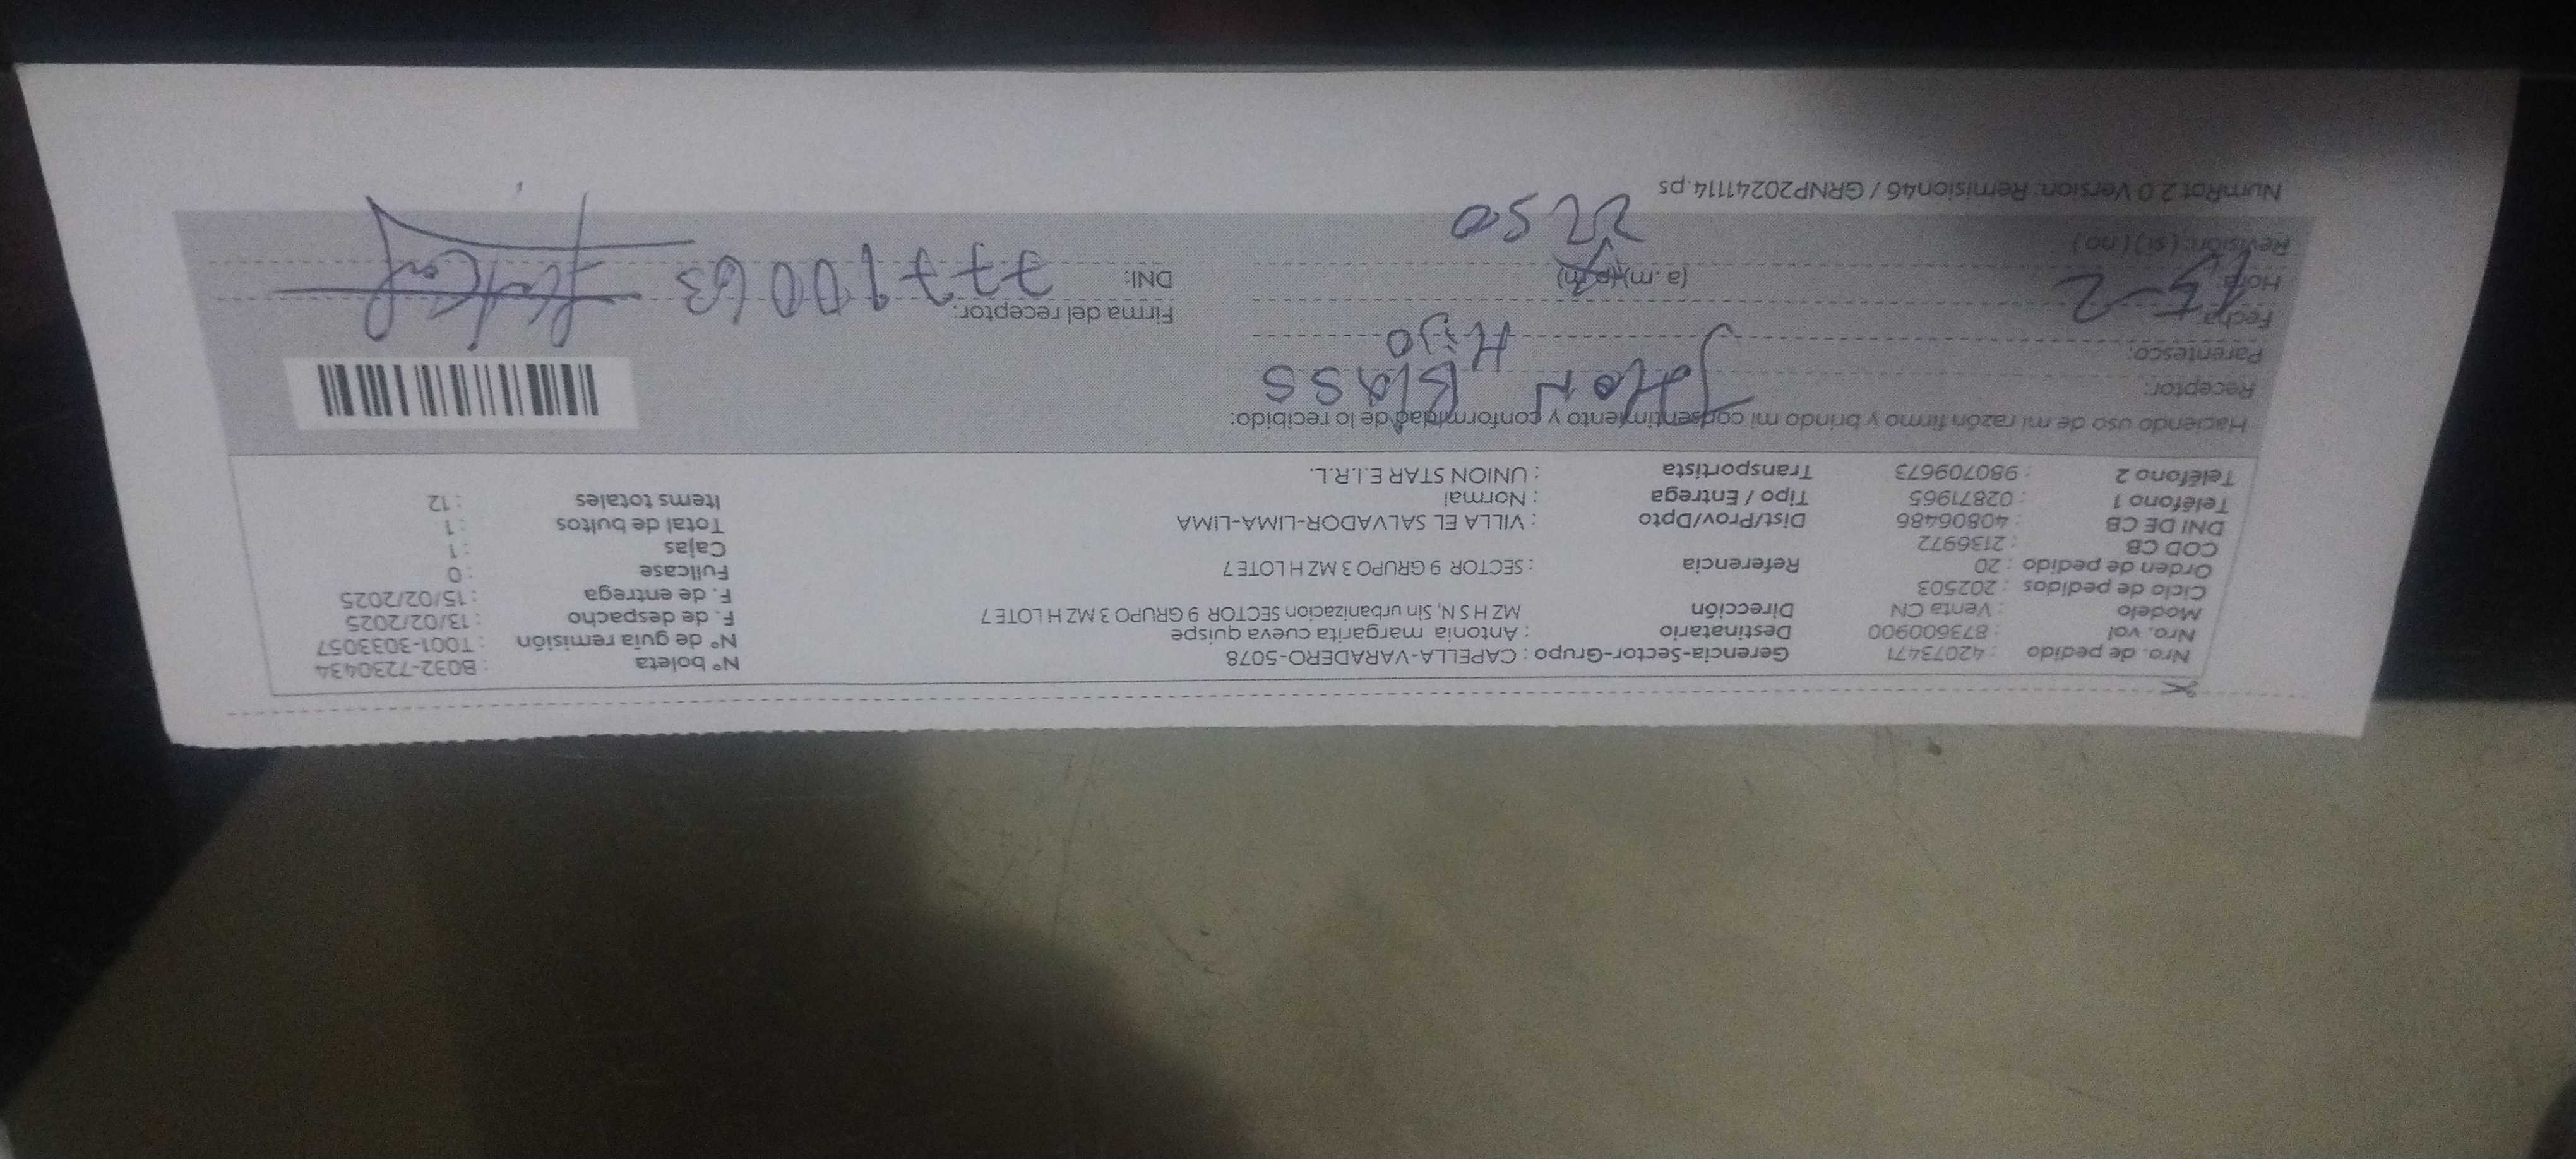 Nro. de pedido : 42073471 Gerencia-Sector-Grupo : CAPELLA-VARADERO-5078 N° boleta : B032-7230434
Nro. vol : 873600900 Destinatario : Antonia margarita cueva quispe N° de guía remisión : T001-3033057
Modelo : Venta CN Dirección MZ H S N, Sin urbanizacion SECTOR 9 GRUPO 3 MZ H LOTE 7 F. de despacho : 13/02/2025
Ciclo de pedidos : 202503 F. de entrega : 15/02/2025
Orden de pedido : 20 Referencia : SECTOR 9 GRUPO 3 MZ H LOTE 7 Fullcase : 0
COD CB : 2136972 Cajas : 1
DNI DE CB : 40806486 Dist/Prov/Dpto : VILLA EL SALVADOR-LIMA-LIMA Total de bultos : 1
Teléfono 1 : 02871965 Tipo / Entrega : Normal Items totales : 12
Teléfono 2 : 980709673 Transportista : UNION STAR E.I.R.L.
Haciendo uso de mi razón firmo y brindo mi consentimiento y conformidad de lo recibido:
Receptor: JHON Blass
Parentesco: Hijo
Fecha: 15-2 Firma del receptor:
Hora: (a.m)(p.m) DNI: 77710063
Revisión: ( si ) ( no ) 2250
NumRot 2.0 Version: Remision46 / GRNP20241114.ps